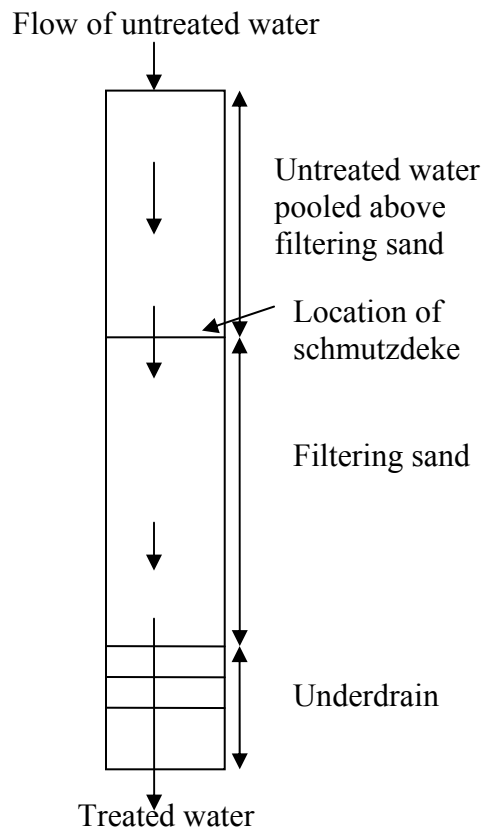 Flow of untreated water
Untreated water
pooled above
filtering sand
Location of
schmutzdeke
Filtering sand
Underdrain
Treated water